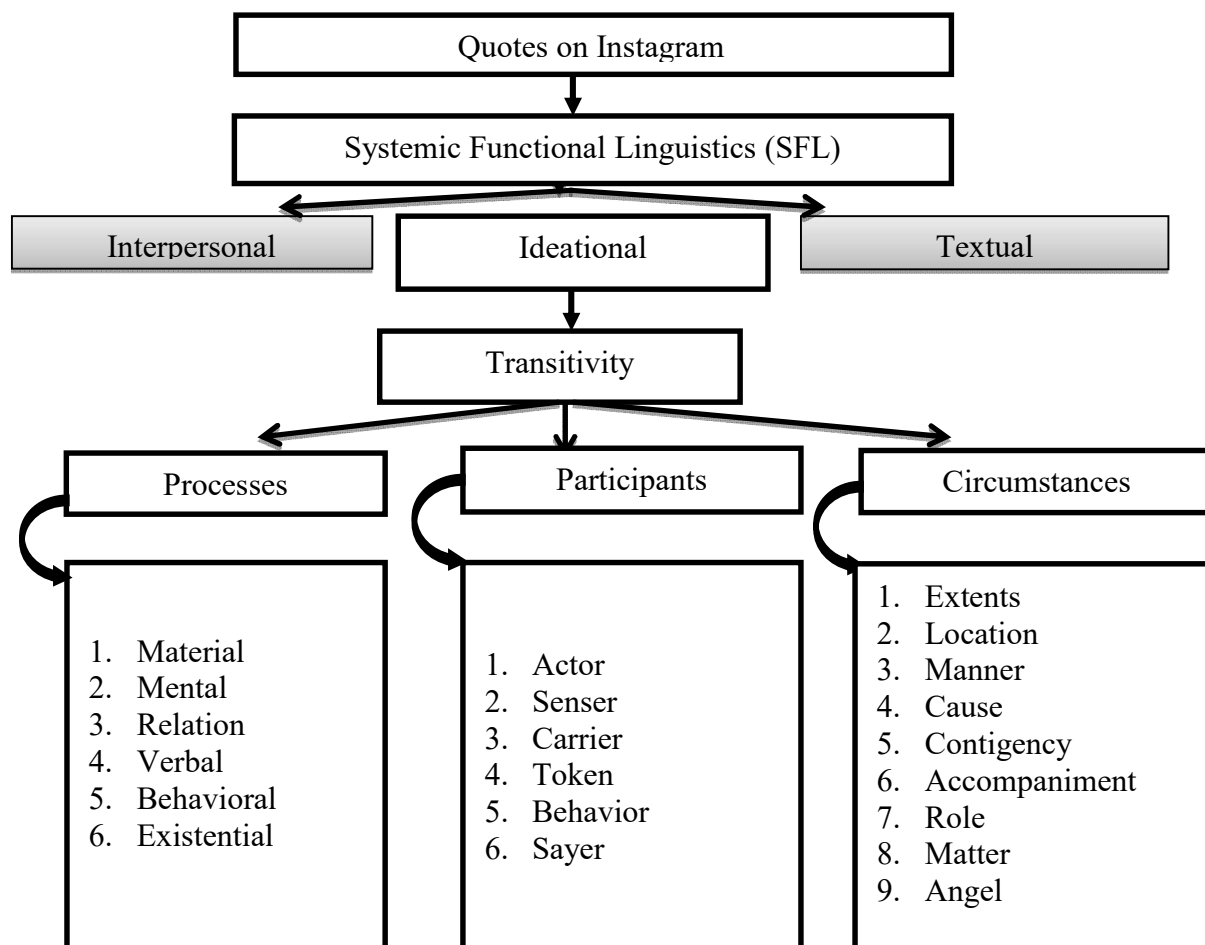 Quotes on Instagram
Systemic Functional Linguistics (SFL)
Interpersonal
Ideational
Textual
Transitivity
Processes
Participants
Circumstances
1. Material
2. Mental
3. Relation
4. Verbal
5. Behavioral
6. Existential
1. Actor
2. Senser
3. Carrier
4. Token
5. Behavior
6. Sayer
1. Extents
2. Location
3. Manner
4. Cause
5. Contigency
6. Accompaniment
7. Role
8. Matter
9. Angel